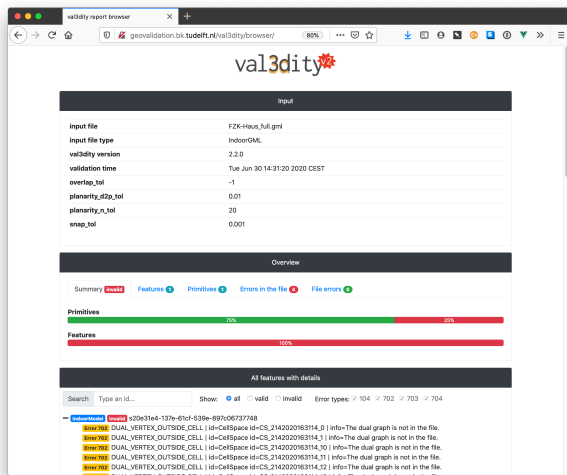 val3dity report browser
geovalidation.bk.tudelft.nl/val3dity/browser/ 80%
val3dity v2
Input
input file FZK-Haus_full.gml
input file type IndoorGML
val3dity version 2.2.0
validation time Tue Jun 30 14:31:20 2020 CEST
overlap_tol -1
planarity_d2p_tol 0.01
planarity_n_tol 20
snap_tol 0.001
Overview
Summary invalid Features 1 Primitives 1 Errors in the file 4 File errors 0
Primitives
75% 25%
Features
100%
All features with details
Search Type an id... Show: all valid invalid Error types: 104 702 703 704
IndoorModel invalid s20e31e4-137e-61cf-539e-897c06737748
Error 702 DUAL_VERTEX_OUTSIDE_CELL | id=CellSpace id=CS_2142020163114_0 | info=The dual graph is not in the file.
Error 702 DUAL_VERTEX_OUTSIDE_CELL | id=CellSpace id=CS_2142020163114_1 | info=The dual graph is not in the file.
Error 702 DUAL_VERTEX_OUTSIDE_CELL | id=CellSpace id=CS_2142020163114_10 | info=The dual graph is not in the file.
Error 702 DUAL_VERTEX_OUTSIDE_CELL | id=CellSpace id=CS_2142020163114_11 | info=The dual graph is not in the file.
Error 702 DUAL_VERTEX_OUTSIDE_CELL | id=CellSpace id=CS_2142020163114_12 | info=The dual graph is not in the file.